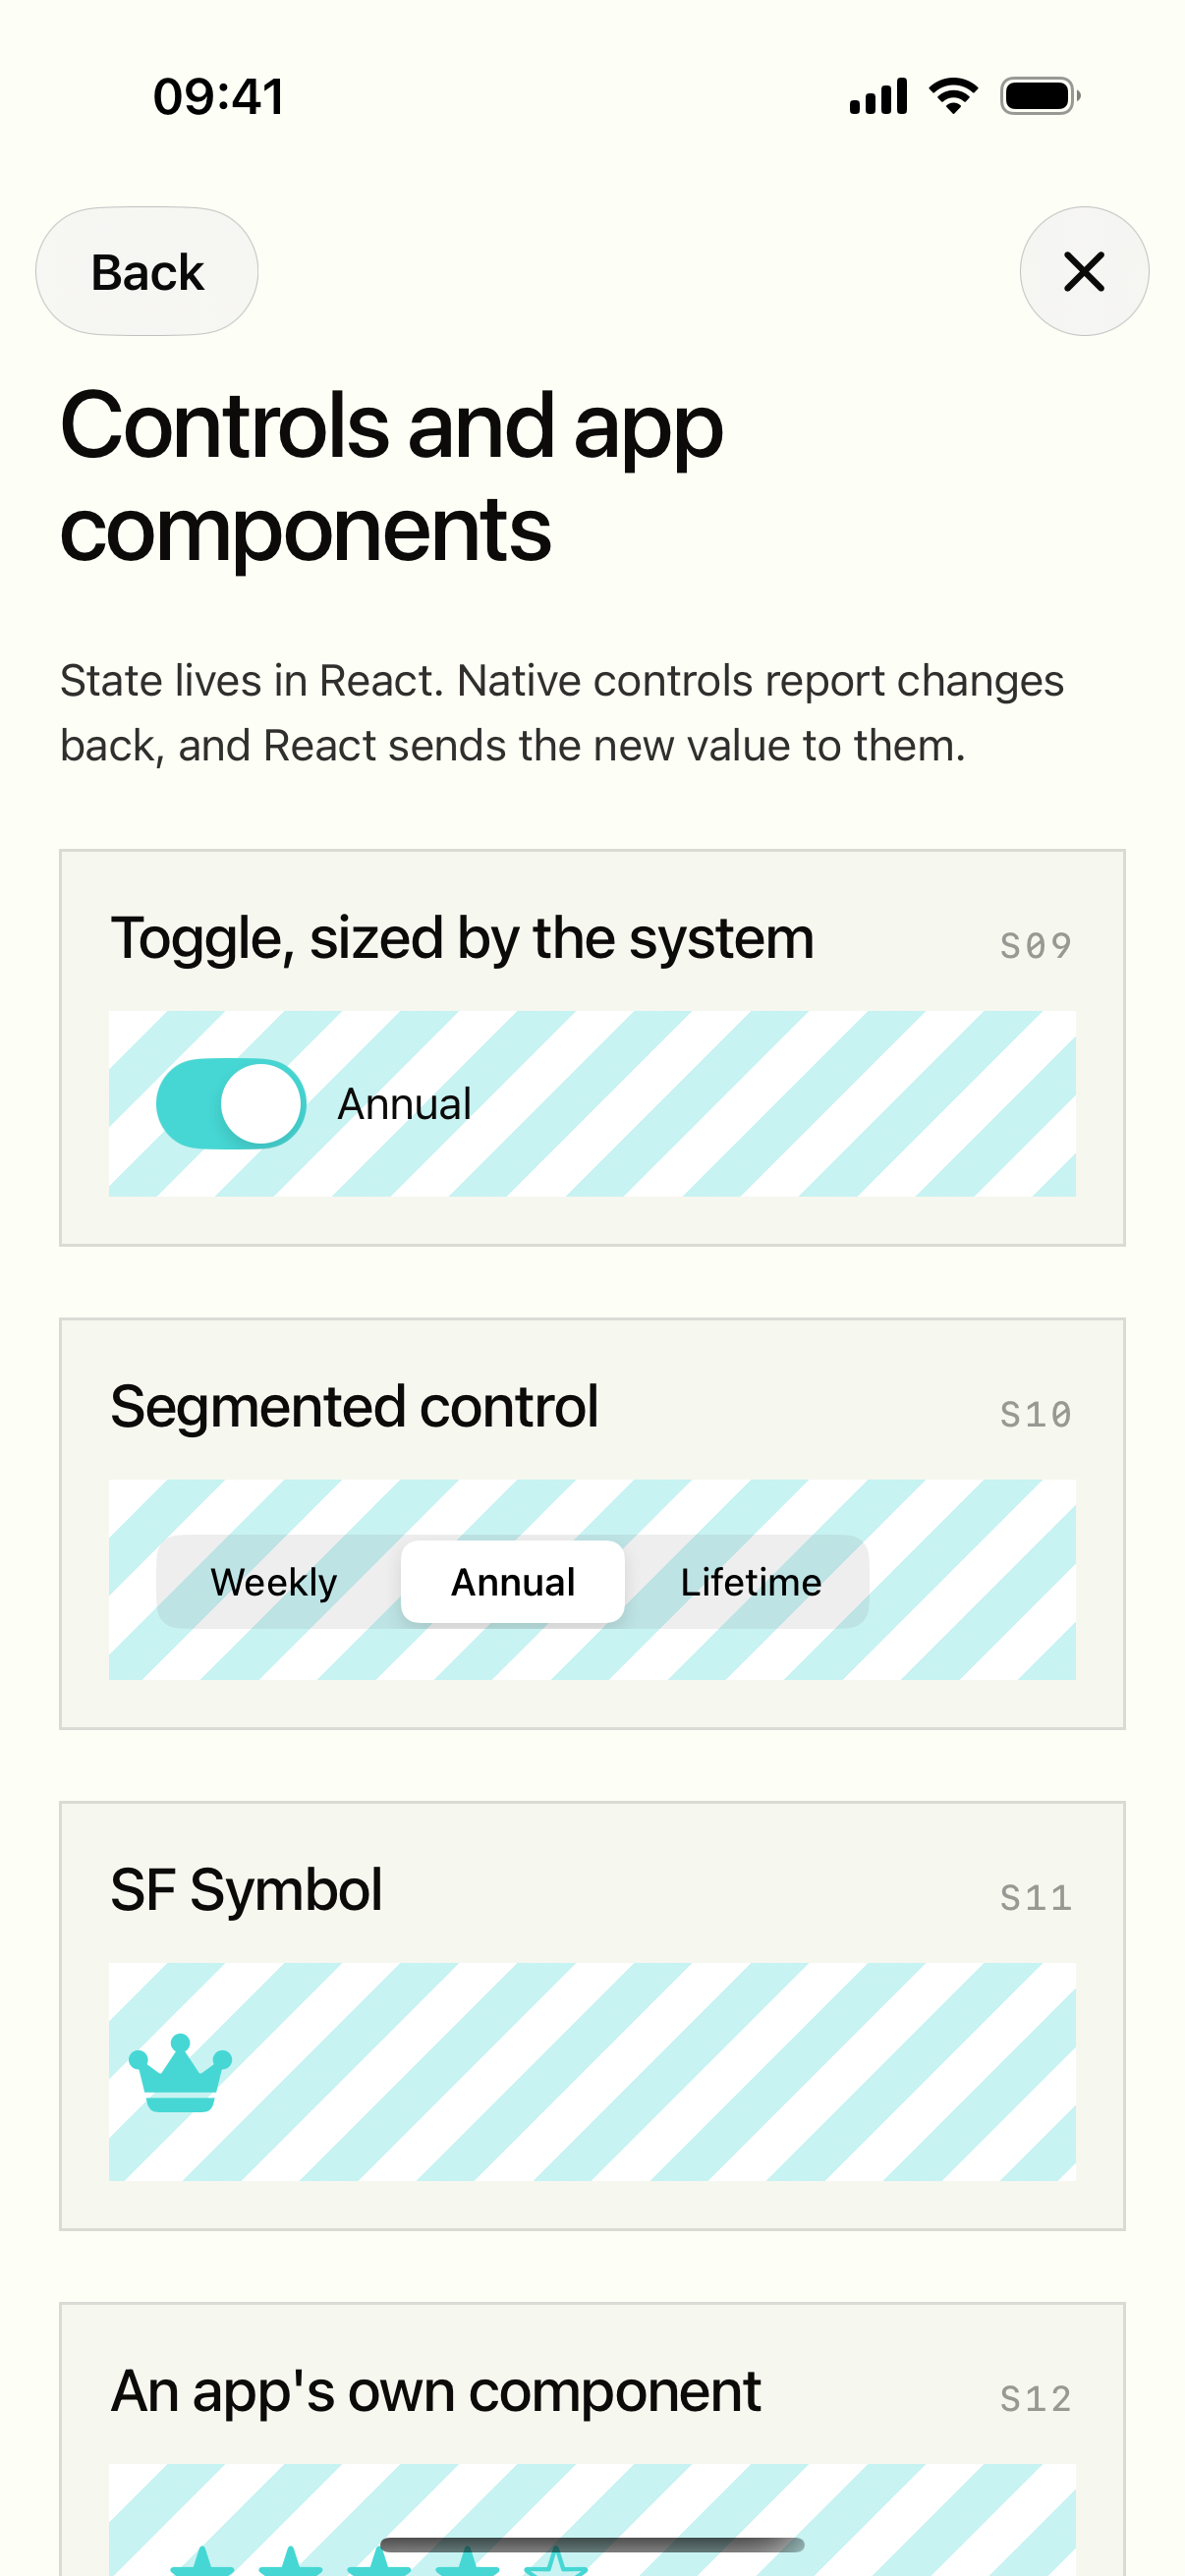 09:41
Back
Controls and app
components
State lives in React. Native controls report changes
back, and React sends the new value to them.
Toggle, sized by the system S09
Annual
Segmented control S10
Weekly Annual Lifetime
SF Symbol S11
An app's own component S12